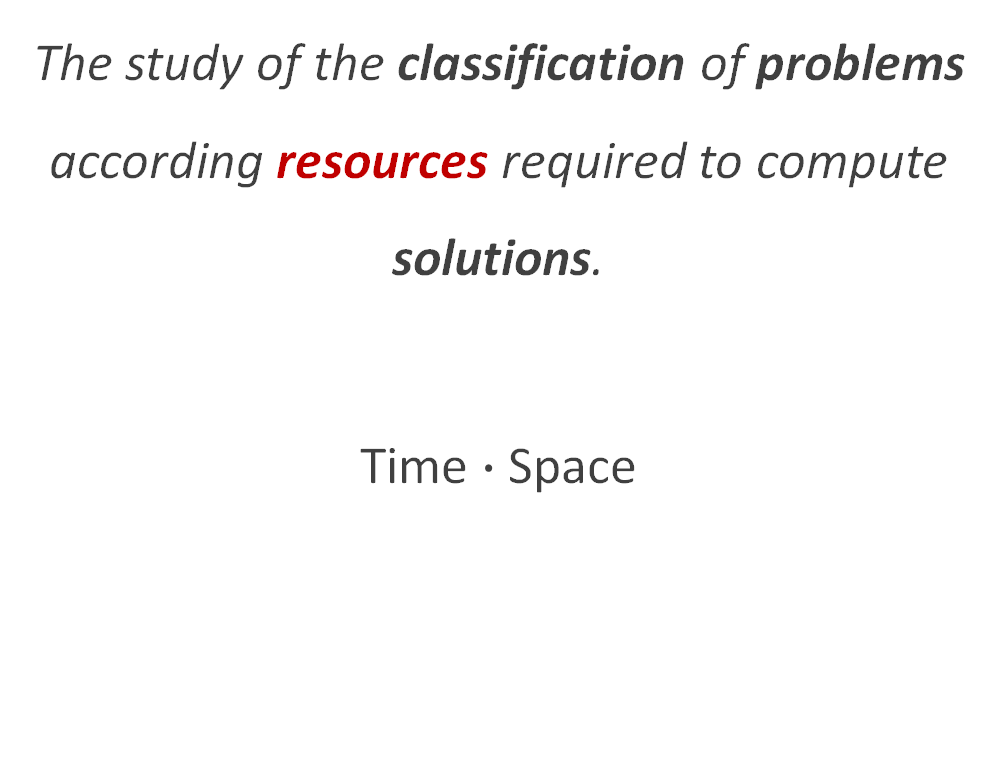 The study of the classification of problems
according resources required to compute
solutions.
Time · Space